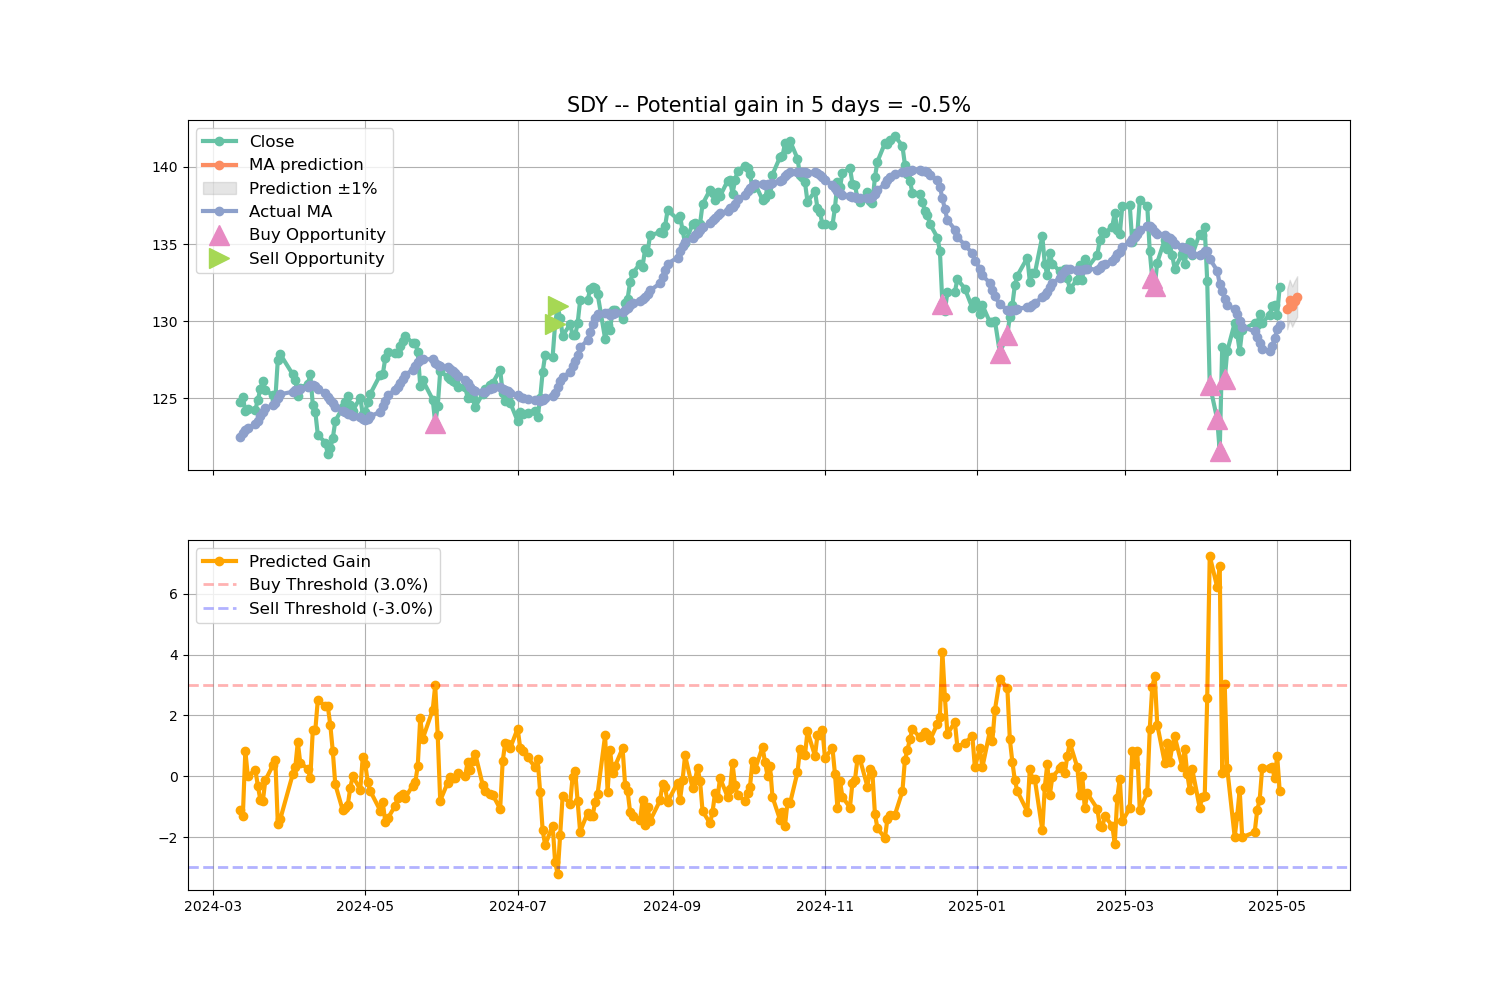 SDY -- Potential gain in 5 days = -0.5%
Close
MA prediction
Prediction ±1%
Actual MA
Buy Opportunity
Sell Opportunity
140
135
130
125
Predicted Gain
Buy Threshold (3.0%)
Sell Threshold (-3.0%)
6
4
2
0
−2
2024-03
2024-05
2024-07
2024-09
2024-11
2025-01
2025-03
2025-05